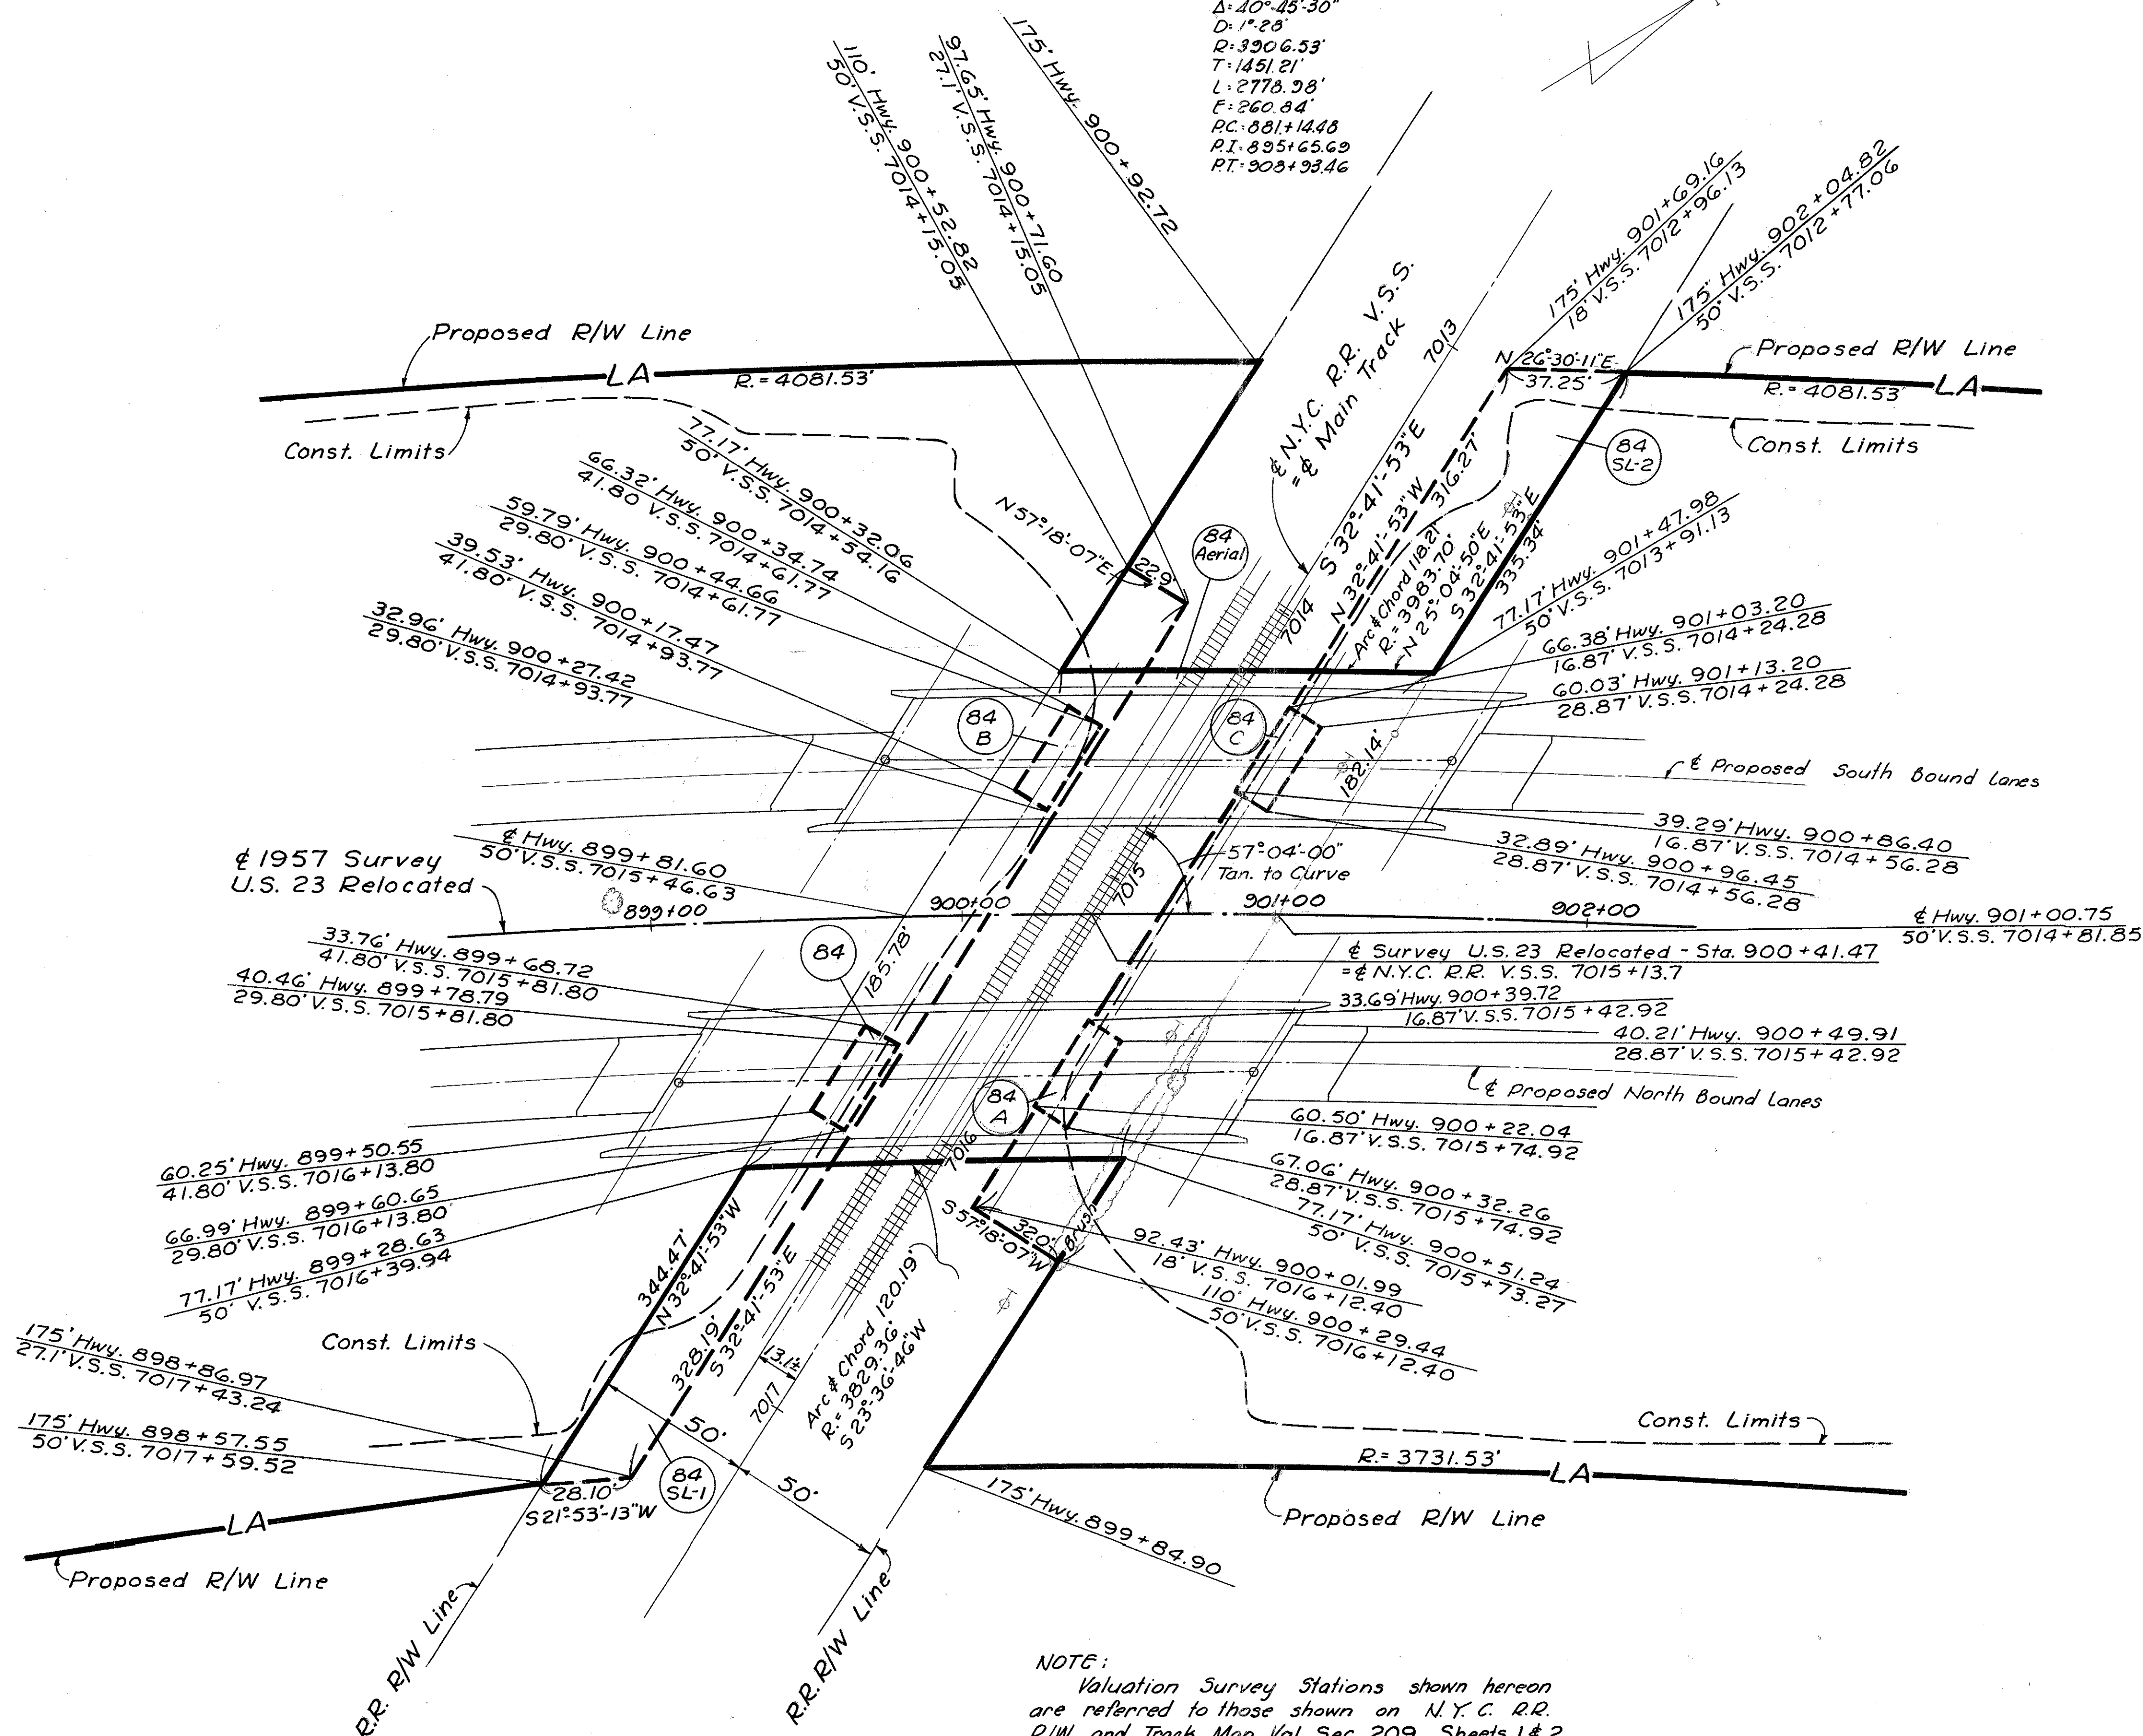 Δ=40°-45'-30"
D=1°-28'
R=3906.53'
T=1451.21'
L=2778.98'
E=260.84'
P.C.=881+14.48
P.I.=895+65.69
P.T.=908+93.46
110' Hwy. 900+52.82
50' V.S.S. 7014+15.05
97.65' Hwy. 900+71.60
27.1' V.S.S. 7014+15.05
175' Hwy. 900+92.72
175' Hwy. 901+69.16
18' V.S.S. 7012+96.13
175' Hwy. 902+04.82
50' V.S.S. 7012+77.06
Proposed R/W Line
LA
R.=4081.53'
Const. Limits
℄ N.Y.C. R.R. V.S.S.
=℄ Main Track
7013
N 26°-30'-11"E
37.25'
Proposed R/W Line
R.=4081.53'
LA
Const. Limits
84
SL-2
77.17' Hwy. 900+32.06
50' V.S.S. 7014+54.16
66.32' Hwy. 900+34.74
41.80 V.S.S. 7014+61.77
59.79' Hwy. 900+44.66
29.80' V.S.S. 7014+61.77
39.53' Hwy. 900+17.47
41.80' V.S.S. 7014+93.77
32.96' Hwy. 900+27.42
29.80' V.S.S. 7014+93.77
N 57°-18'-07"E
22.9'
84
Aerial
S 32°-41'-53"E
7014
N 32°-41'-53"W
316.27'
Arc & Chord 118.21'
R.=3983.70'
N 25°-04'-50"E
S 32°-41'-53"E
335.34'
77.17' Hwy. 901+47.98
50' V.S.S. 7013+91.13
66.38' Hwy. 901+03.20
16.87' V.S.S. 7014+24.28
60.03' Hwy. 901+13.20
28.87' V.S.S. 7014+24.28
84
B
84
C
182.14'
℄ Proposed South Bound Lanes
39.29' Hwy. 900+86.40
16.87' V.S.S. 7014+56.28
32.89' Hwy. 900+96.45
28.87' V.S.S. 7014+56.28
℄ Hwy. 899+81.60
50' V.S.S. 7015+46.63
57°-04'-00"
Tan. to Curve
7015
℄ 1957 Survey
U.S. 23 Relocated
899+00
900+00
901+00
902+00
℄ Hwy. 901+00.75
50' V.S.S. 7014+81.85
℄ Survey U.S. 23 Relocated - Sta. 900+41.47
=℄ N.Y.C. R.R. V.S.S. 7015+13.7
33.76' Hwy. 899+68.72
41.80' V.S.S. 7015+81.80
40.46' Hwy. 899+78.79
29.80' V.S.S. 7015+81.80
84
185.78'
33.69' Hwy. 900+39.72
16.87' V.S.S. 7015+42.92
40.21' Hwy. 900+49.91
28.87' V.S.S. 7015+42.92
℄ Proposed North Bound Lanes
84
A
60.50' Hwy. 900+22.04
16.87' V.S.S. 7015+74.92
67.06' Hwy. 900+32.26
28.87' V.S.S. 7015+74.92
77.17' Hwy. 900+51.24
50' V.S.S. 7015+73.27
60.25' Hwy. 899+50.55
41.80' V.S.S. 7016+13.80
66.99' Hwy. 899+60.65
29.80' V.S.S. 7016+13.80'
77.17' Hwy. 899+28.63
50' V.S.S. 7016+39.94
7016
S 57°18'-07"W
32.0'
Brush
92.43' Hwy. 900+01.99
18' V.S.S. 7016+12.40
110' Hwy. 900+29.44
50' V.S.S. 7016+12.40
344.47'
N 32°-41'-53"W
328.19'
S 32°-41'-53"E
13.1±
7017
Arc & Chord 120.19'
R.=3829.36'
S 23°-36'-46"W
Const. Limits
175' Hwy. 898+86.97
27.1' V.S.S. 7017+43.24
175' Hwy. 898+57.55
50' V.S.S. 7017+59.52
28.10'
S 21°-53'-13"W
84
SL-1
50'
50'
Const. Limits
R.=3731.53'
LA
175' Hwy. 899+84.90
Proposed R/W Line
LA
Proposed R/W Line
R.R. R/W Line
R.R. R/W Line
NOTE:
Valuation Survey Stations shown hereon
are referred to those shown on N.Y.C. R.R.
R/W and Track Map Val. Sec. 209, Sheets 1 & 2